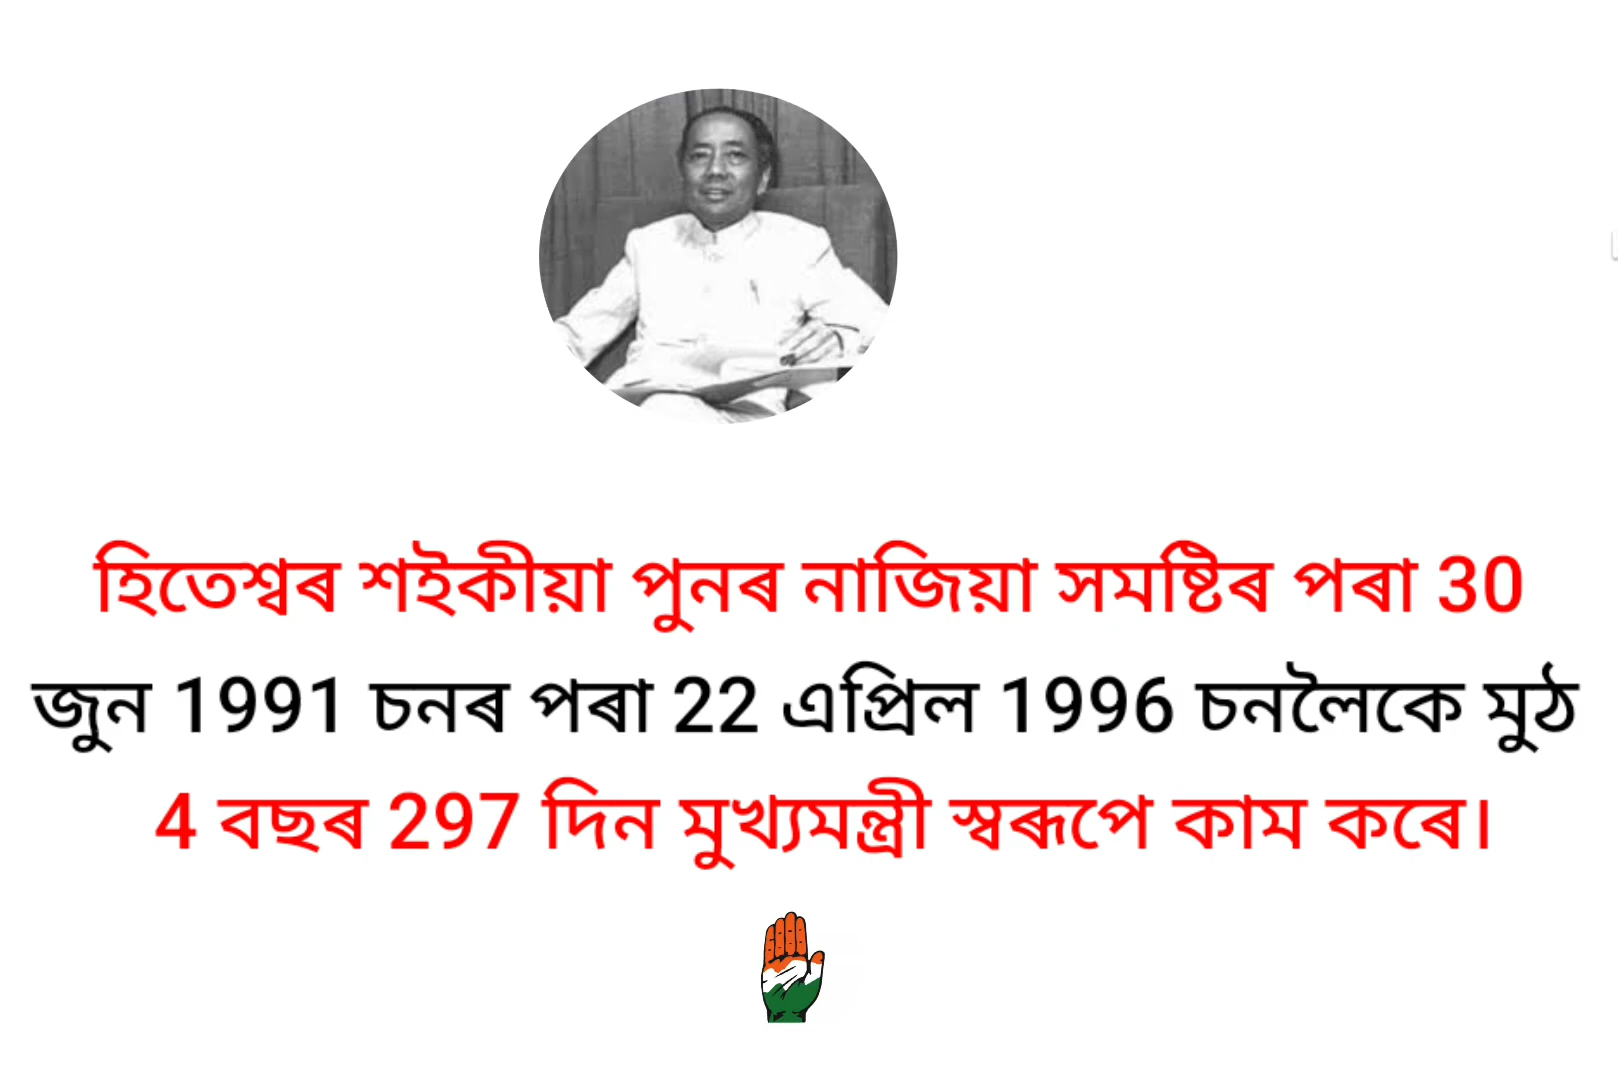 হিতেশ্বৰ শইকীয়া পুনৰ নাজিয়া সমষ্টিৰ পৰা 30
জুন 1991 চনৰ পৰা 22 এপ্ৰিল 1996 চনলৈকে মুঠ
4 বছৰ 297 দিন মুখ্যমন্ত্ৰী স্বৰূপে কাম কৰে।